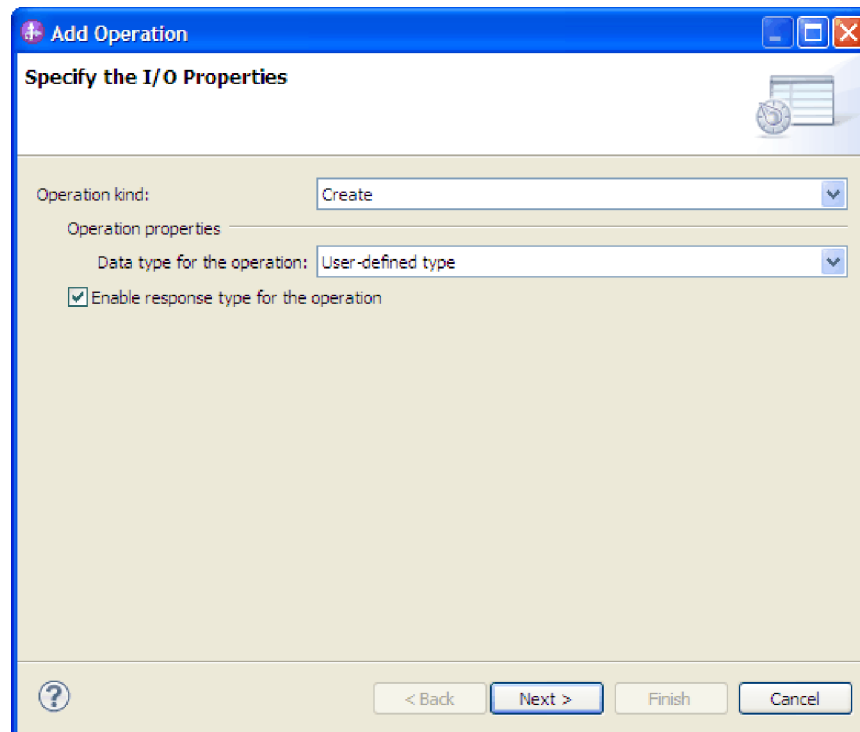 Add Operation
Specify the I/O Properties
Operation kind: Create
Operation properties
Data type for the operation: User-defined type
Enable response type for the operation
? < Back Next > Finish Cancel